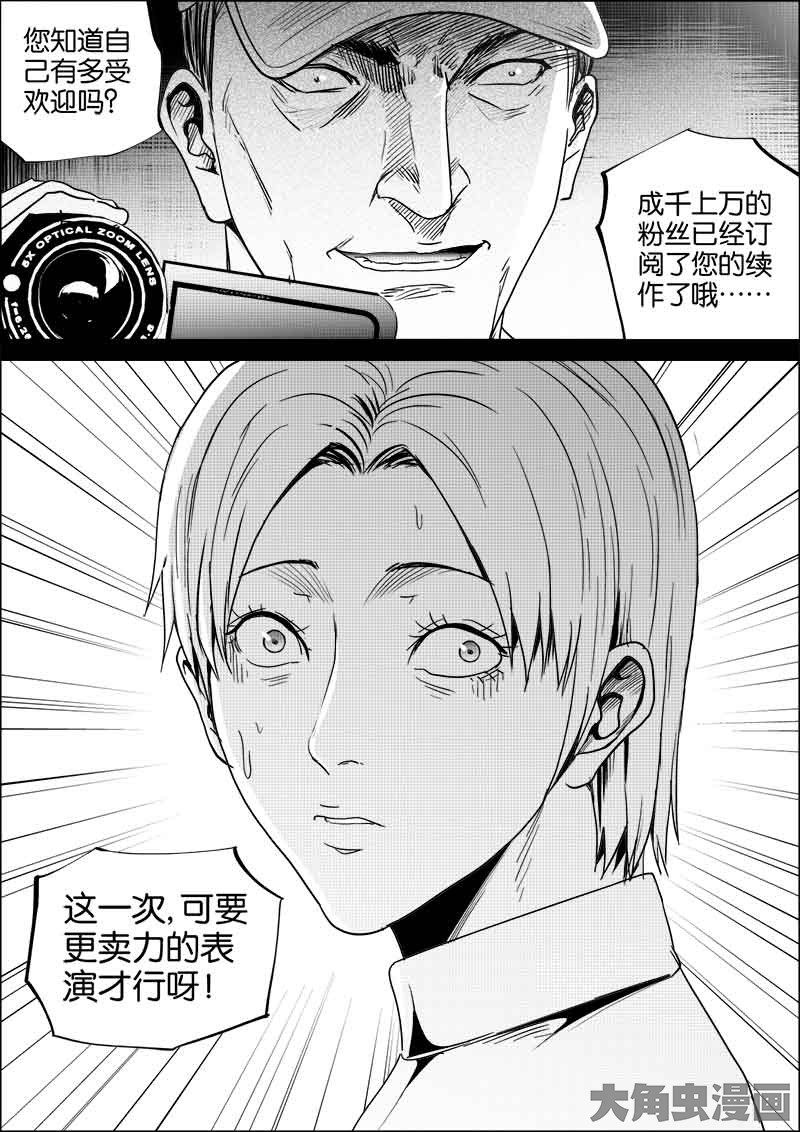 您知道自
己有多受
欢迎吗？
成千上万的
粉丝已经订
阅了您的续
作了哦……
5X OPTICAL ZOOM LENS
这一次，可要
更卖力的表
演才行呀！
大角虫漫画